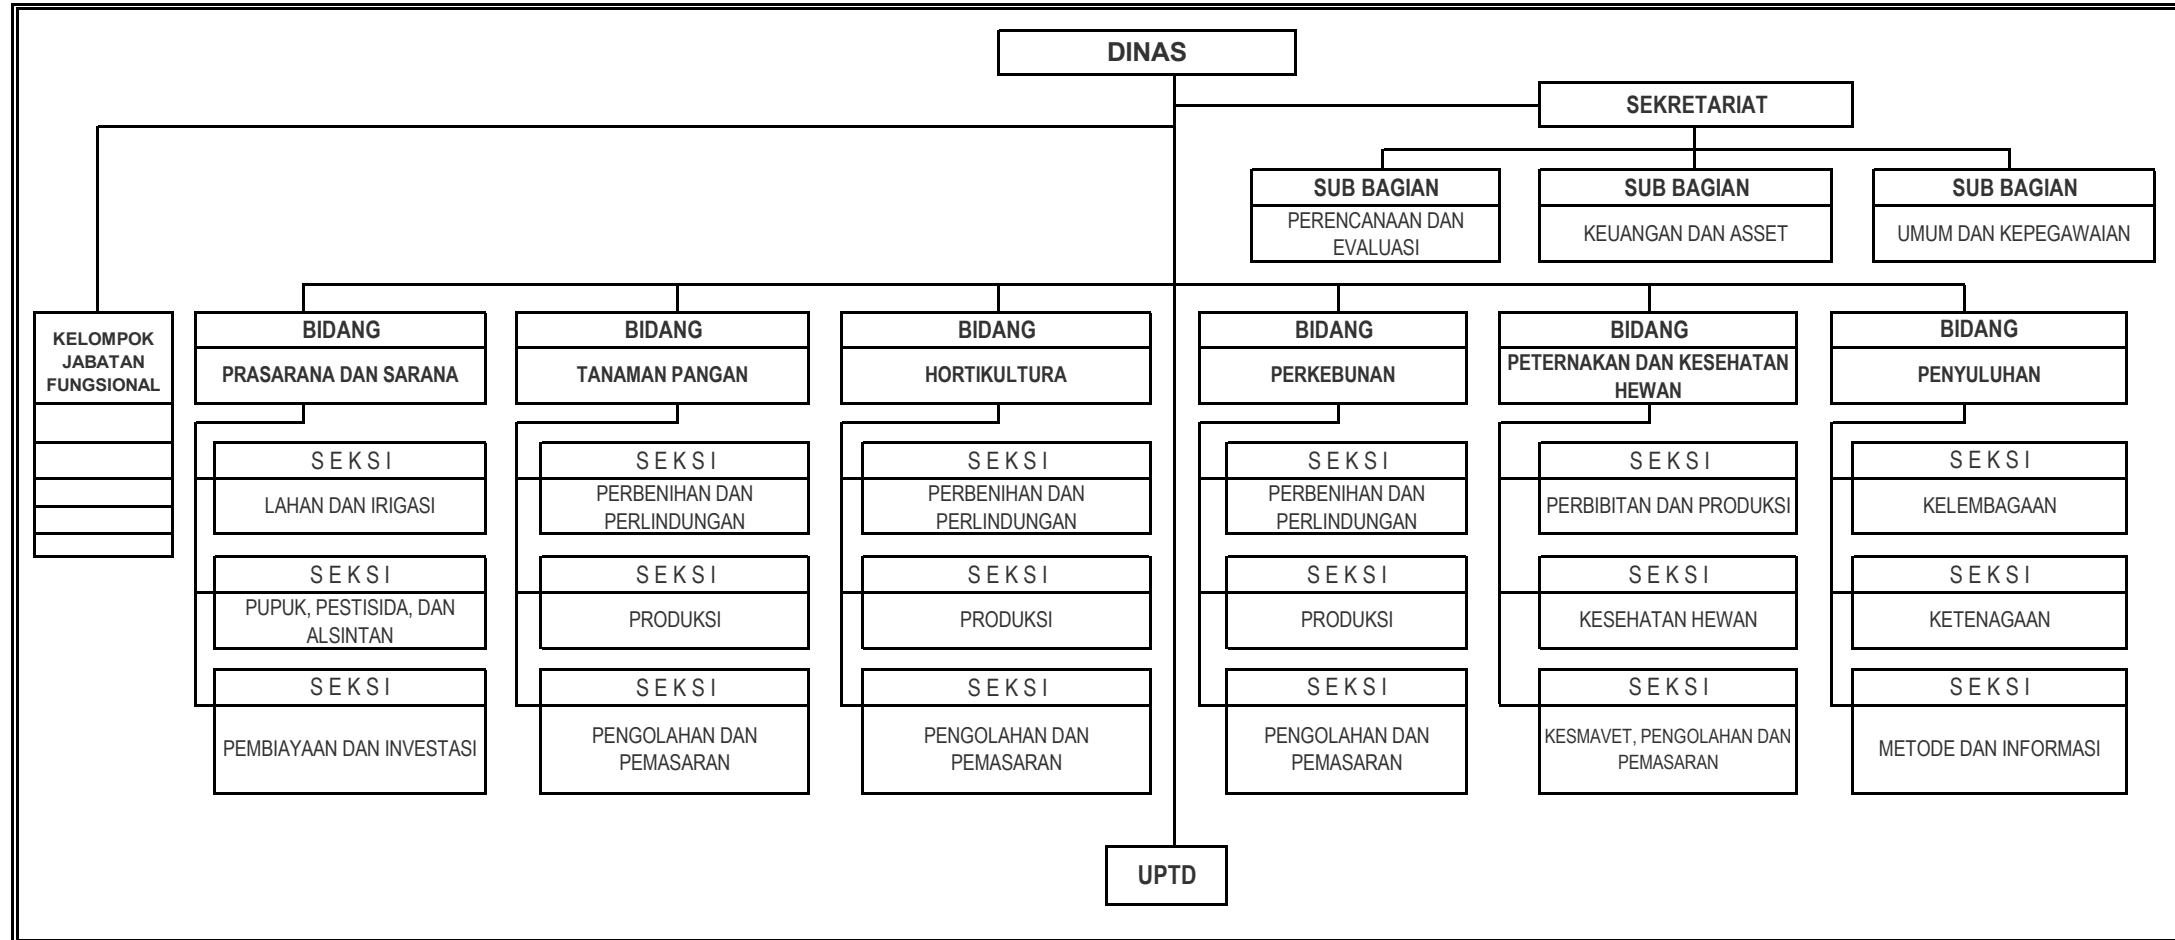 DINAS
SEKRETARIAT
SUB BAGIAN
PERENCANAAN DAN
EVALUASI
SUB BAGIAN
KEUANGAN DAN ASSET
SUB BAGIAN
UMUM DAN KEPEGAWAIAN
KELOMPOK
JABATAN
FUNGSIONAL
BIDANG
PRASARANA DAN SARANA
S E K S I
LAHAN DAN IRIGASI
S E K S I
PUPUK, PESTISIDA, DAN
ALSINTAN
S E K S I
PEMBIAYAAN DAN INVESTASI
BIDANG
TANAMAN PANGAN
S E K S I
PERBENIHAN DAN
PERLINDUNGAN
S E K S I
PRODUKSI
S E K S I
PENGOLAHAN DAN
PEMASARAN
BIDANG
HORTIKULTURA
S E K S I
PERBENIHAN DAN
PERLINDUNGAN
S E K S I
PRODUKSI
S E K S I
PENGOLAHAN DAN
PEMASARAN
BIDANG
PERKEBUNAN
S E K S I
PERBENIHAN DAN
PERLINDUNGAN
S E K S I
PRODUKSI
S E K S I
PENGOLAHAN DAN
PEMASARAN
BIDANG
PETERNAKAN DAN KESEHATAN
HEWAN
S E K S I
PERBIBITAN DAN PRODUKSI
S E K S I
KESEHATAN HEWAN
S E K S I
KESMAVET, PENGOLAHAN DAN
PEMASARAN
BIDANG
PENYULUHAN
S E K S I
KELEMBAGAAN
S E K S I
KETENAGAAN
S E K S I
METODE DAN INFORMASI
UPTD